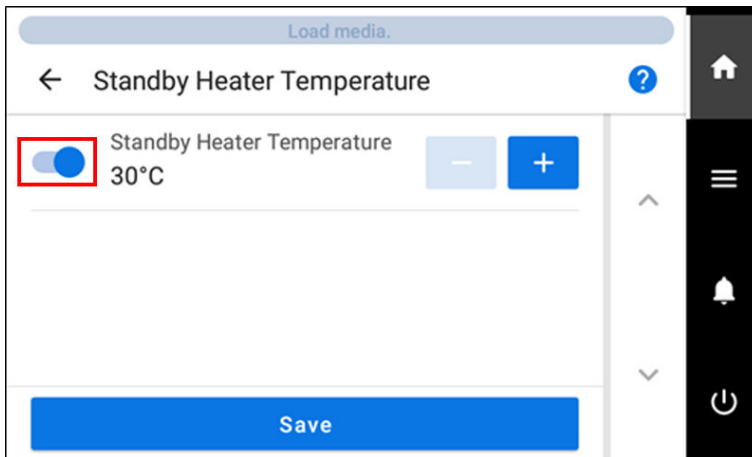 Load media.
Standby Heater Temperature
?
Standby Heater Temperature
30°C
Save